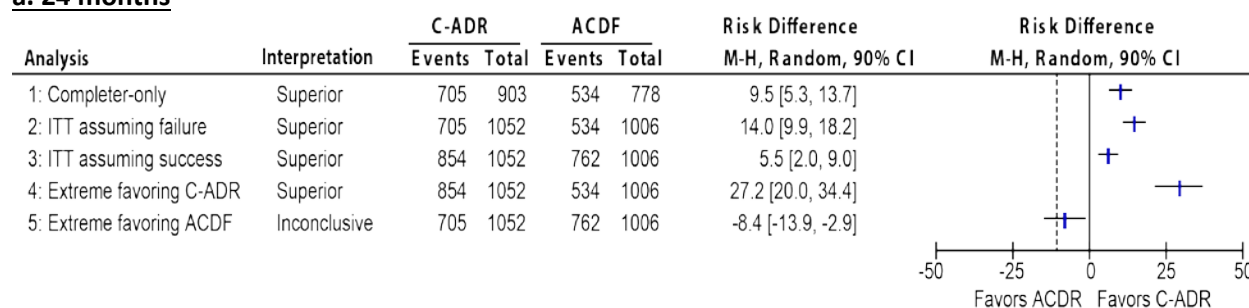 a. 24 months
C-ADR ACDF Risk Difference Risk Difference
Analysis Interpretation Events Total Events Total M-H, Random, 90% CI M-H, Random, 90% CI
1: Completer-only Superior 705 903 534 778 9.5 [5.3, 13.7]
2: ITT assuming failure Superior 705 1052 534 1006 14.0 [9.9, 18.2]
3: ITT assuming success Superior 854 1052 762 1006 5.5 [2.0, 9.0]
4: Extreme favoring C-ADR Superior 854 1052 534 1006 27.2 [20.0, 34.4]
5: Extreme favoring ACDF Inconclusive 705 1052 762 1006 -8.4 [-13.9, -2.9]
-50 -25 0 25 50
Favors ACDR Favors C-ADR